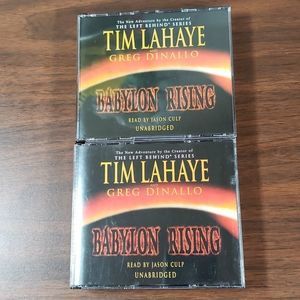 The New Adventure by the Creator of
THE LEFT BEHIND® SERIES
TIM LAHAYE
GREG DINALLO
BABYLON RISING
READ BY JASON CULP
UNABRIDGED
The New Adventure by the Creator of
THE LEFT BEHIND® SERIES
TIM LAHAYE
GREG DINALLO
BABYLON RISING
READ BY JASON CULP
UNABRIDGED